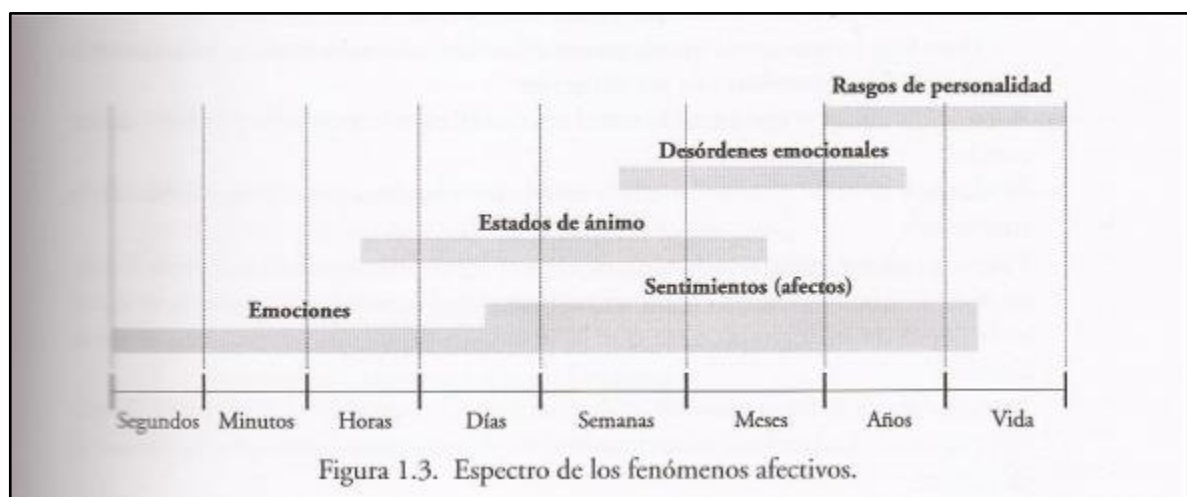 Rasgos de personalidad
Desórdenes emocionales
Estados de ánimo
Sentimientos (afectos)
Emociones
Segundos Minutos Horas Días Semanas Meses Años Vida
Figura 1.3. Espectro de los fenómenos afectivos.